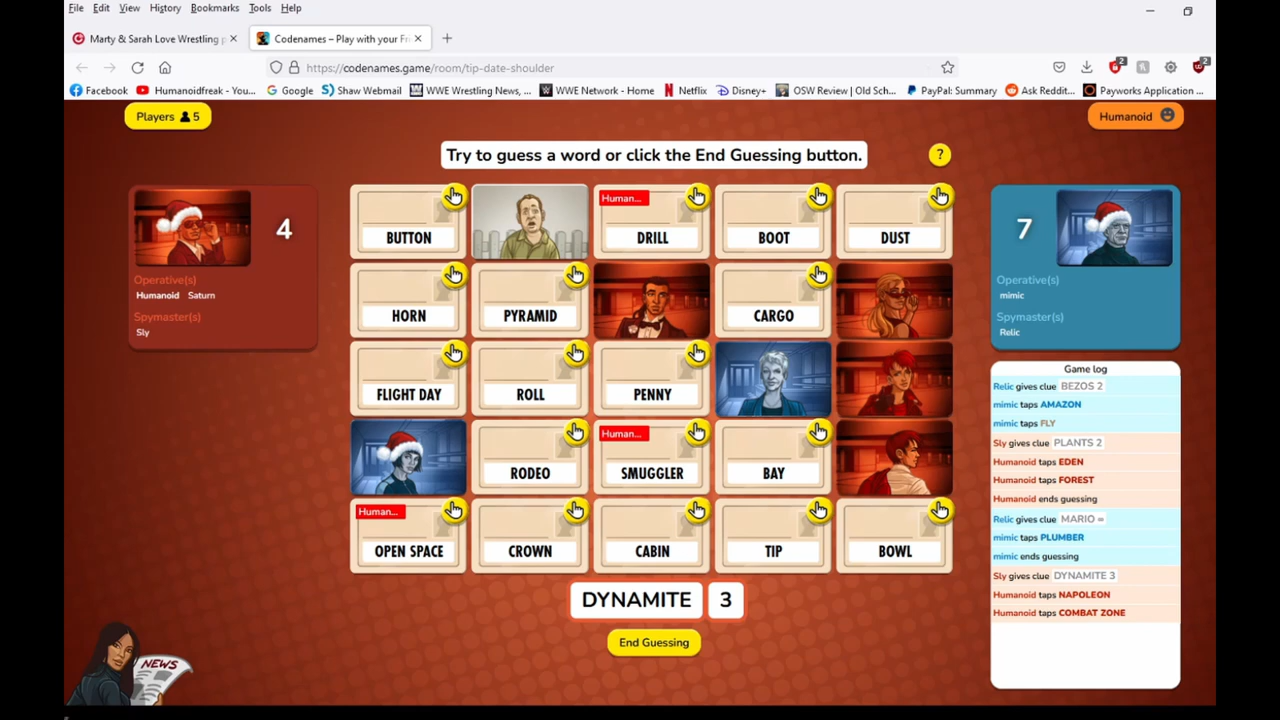 File Edit View History Bookmarks Tools Help
Marty & Sarah Love Wrestling p
Codenames – Play with your Fri
https://codenames.game/room/tip-date-shoulder
2 2
Facebook Humanoidfreak - You... Google Shaw Webmail WWE Wrestling News, ... WWE Network - Home Netflix Disney+ OSW Review | Old Sch... PayPal: Summary Ask Reddit... Payworks Application ...
Players 5
Humanoid
Try to guess a word or click the End Guessing button.
?
4
Operative(s)
Humanoid Saturn
Spymaster(s)
Sly
Human...
BUTTON DRILL BOOT DUST
HORN PYRAMID CARGO
FLIGHT DAY ROLL PENNY
Human...
RODEO SMUGGLER BAY
Human...
OPEN SPACE CROWN CABIN TIP BOWL
DYNAMITE 3
End Guessing
NEWS
7
Operative(s)
mimic
Spymaster(s)
Relic
Game log
Relic gives clue BEZOS 2
mimic taps AMAZON
mimic taps FLY
Sly gives clue PLANTS 2
Humanoid taps EDEN
Humanoid taps FOREST
Humanoid ends guessing
Relic gives clue MARIO ∞
mimic taps PLUMBER
mimic ends guessing
Sly gives clue DYNAMITE 3
Humanoid taps NAPOLEON
Humanoid taps COMBAT ZONE